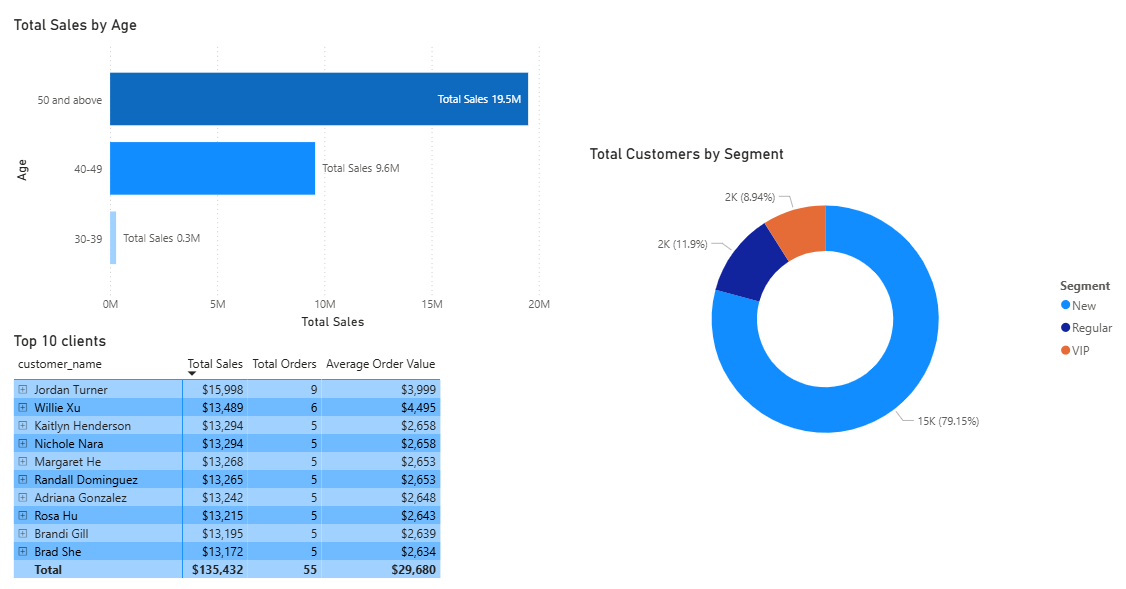 Total Sales by Age
50 and above
Total Sales 19.5M
40-49
Total Sales 9.6M
30-39
Total Sales 0.3M
Age
0M 5M 10M 15M 20M
Total Sales
Top 10 clients
customer_name Total Sales Total Orders Average Order Value
Jordan Turner $15,998 9 $3,999
Willie Xu $13,489 6 $4,495
Kaitlyn Henderson $13,294 5 $2,658
Nichole Nara $13,294 5 $2,658
Margaret He $13,268 5 $2,653
Randall Dominguez $13,265 5 $2,653
Adriana Gonzalez $13,242 5 $2,648
Rosa Hu $13,215 5 $2,643
Brandi Gill $13,195 5 $2,639
Brad She $13,172 5 $2,634
Total $135,432 55 $29,680
Total Customers by Segment
2K (8.94%)
2K (11.9%)
15K (79.15%)
Segment
New
Regular
VIP